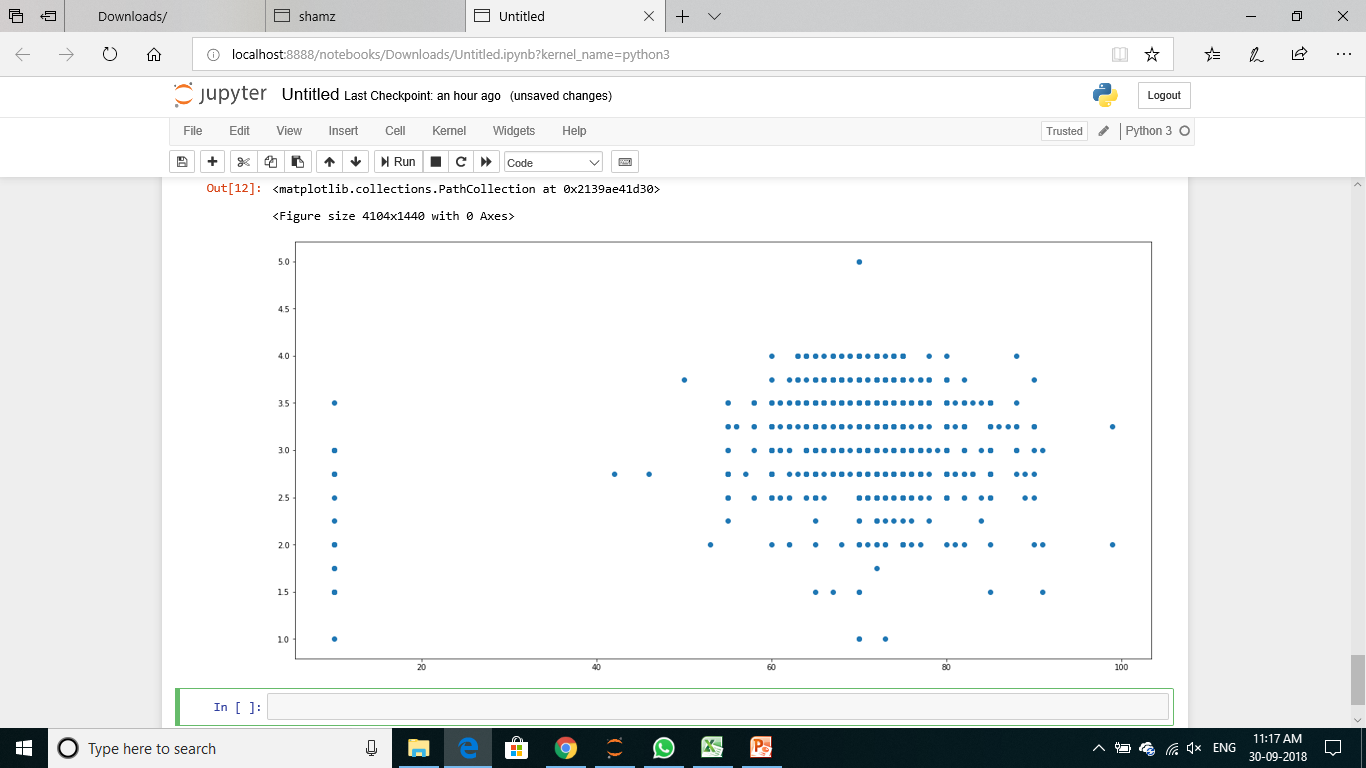 Downloads/ shamz Untitled
localhost:8888/notebooks/Downloads/Untitled.ipynb?kernel_name=python3
jupyter Untitled Last Checkpoint: an hour ago (unsaved changes) Logout
File Edit View Insert Cell Kernel Widgets Help Trusted Python 3
Run Code
Out[12]: <matplotlib.collections.PathCollection at 0x2139ae41d30>
<Figure size 4104x1440 with 0 Axes>
5.0
4.5
4.0
3.5
3.0
2.5
2.0
1.5
1.0
20 40 60 80 100
In [ ]:
Type here to search ENG 11:17 AM
30-09-2018